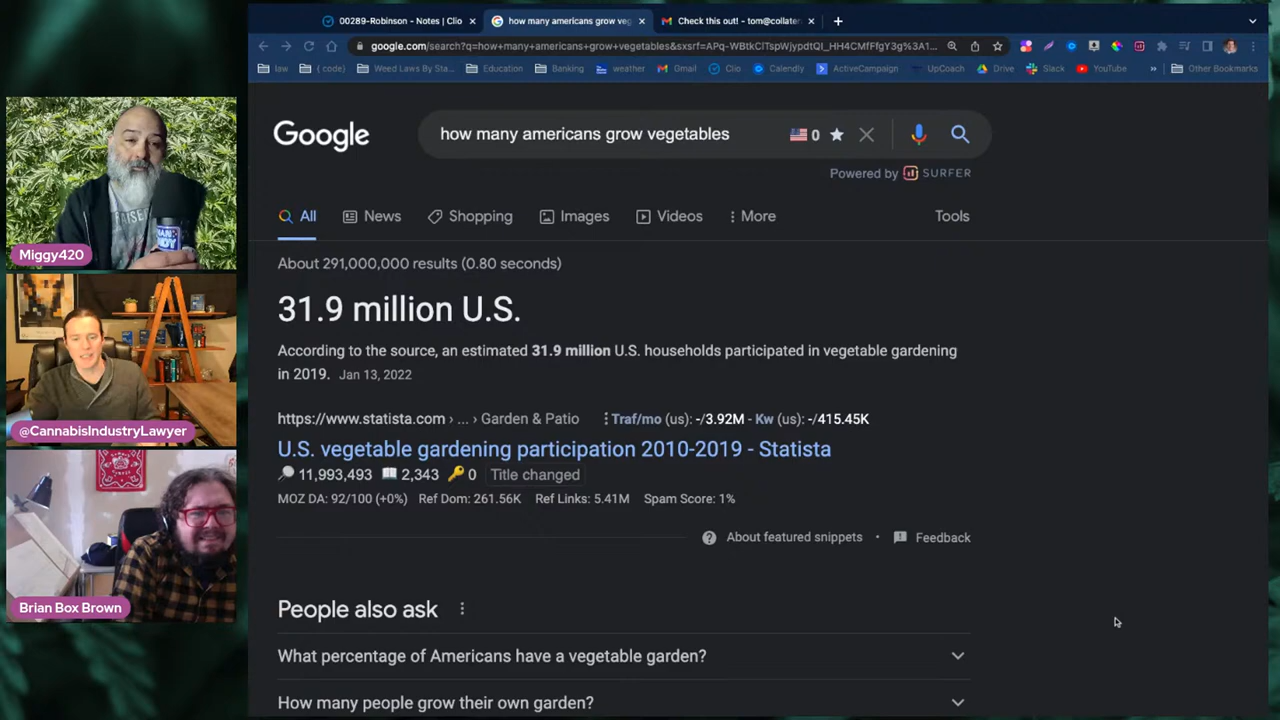 00289-Robinson - Notes | Clio
how many americans grow veg
Check this out! - tom@collater
google.com/search?q=how+many+americans+grow+vegetables&sxsrf=APq-WBtkClTspWjypdtQI_HH4CMfFfgY3g%3A1...
law
( code)
Weed Laws By Sta...
Education
Banking
weather
Gmail
Clio
Calendly
ActiveCampaign
UpCoach
Drive
Slack
YouTube
»
Other Bookmarks
Google
how many americans grow vegetables
0
Powered by SURFER
All
News
Shopping
Images
Videos
More
Tools
About 291,000,000 results (0.80 seconds)
31.9 million U.S.
According to the source, an estimated 31.9 million U.S. households participated in vegetable gardening
in 2019. Jan 13, 2022
https://www.statista.com › ... › Garden & Patio
Traf/mo (us): -/3.92M - Kw (us): -/415.45K
U.S. vegetable gardening participation 2010-2019 - Statista
11,993,493 2,343 0 Title changed
MOZ DA: 92/100 (+0%) Ref Dom: 261.56K Ref Links: 5.41M Spam Score: 1%
About featured snippets • Feedback
People also ask
What percentage of Americans have a vegetable garden?
How many people grow their own garden?
Miggy420
@CannabisIndustryLawyer
Brian Box Brown